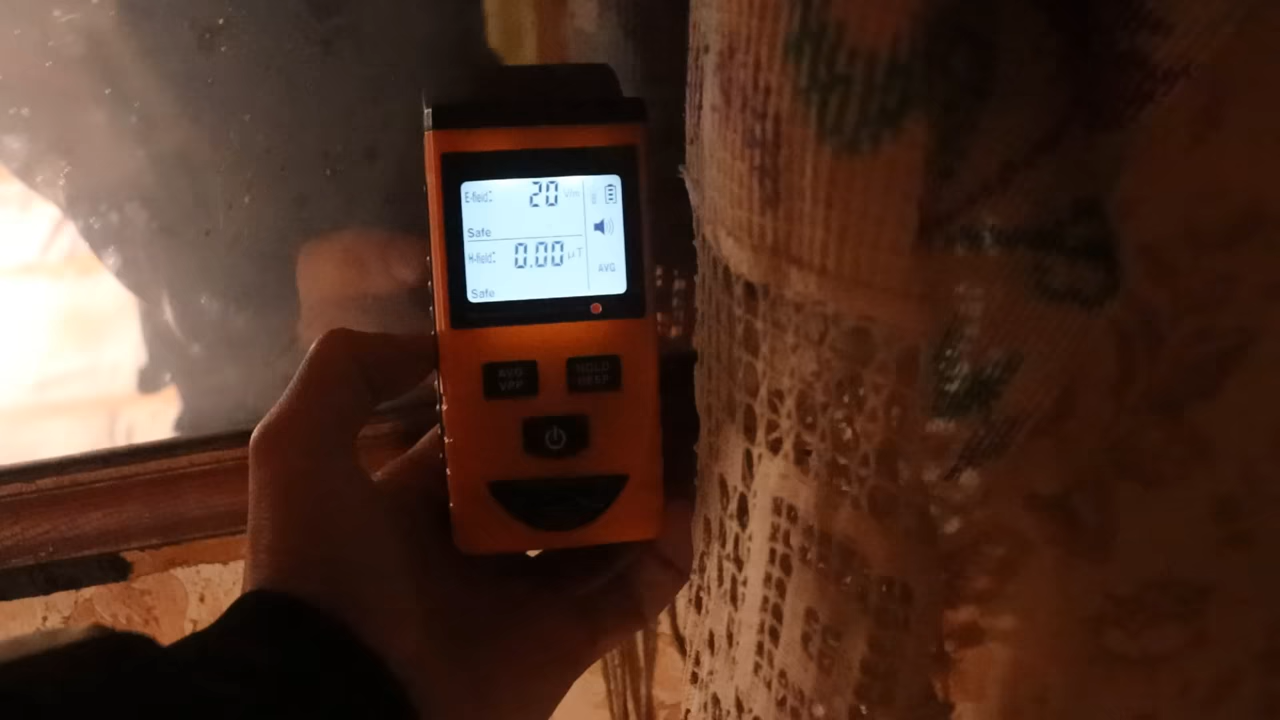 E-field: 20 V/m
Safe
H-field: 0.00 μT
Safe
AVG
AVG
VPP
HOLD
BEEP